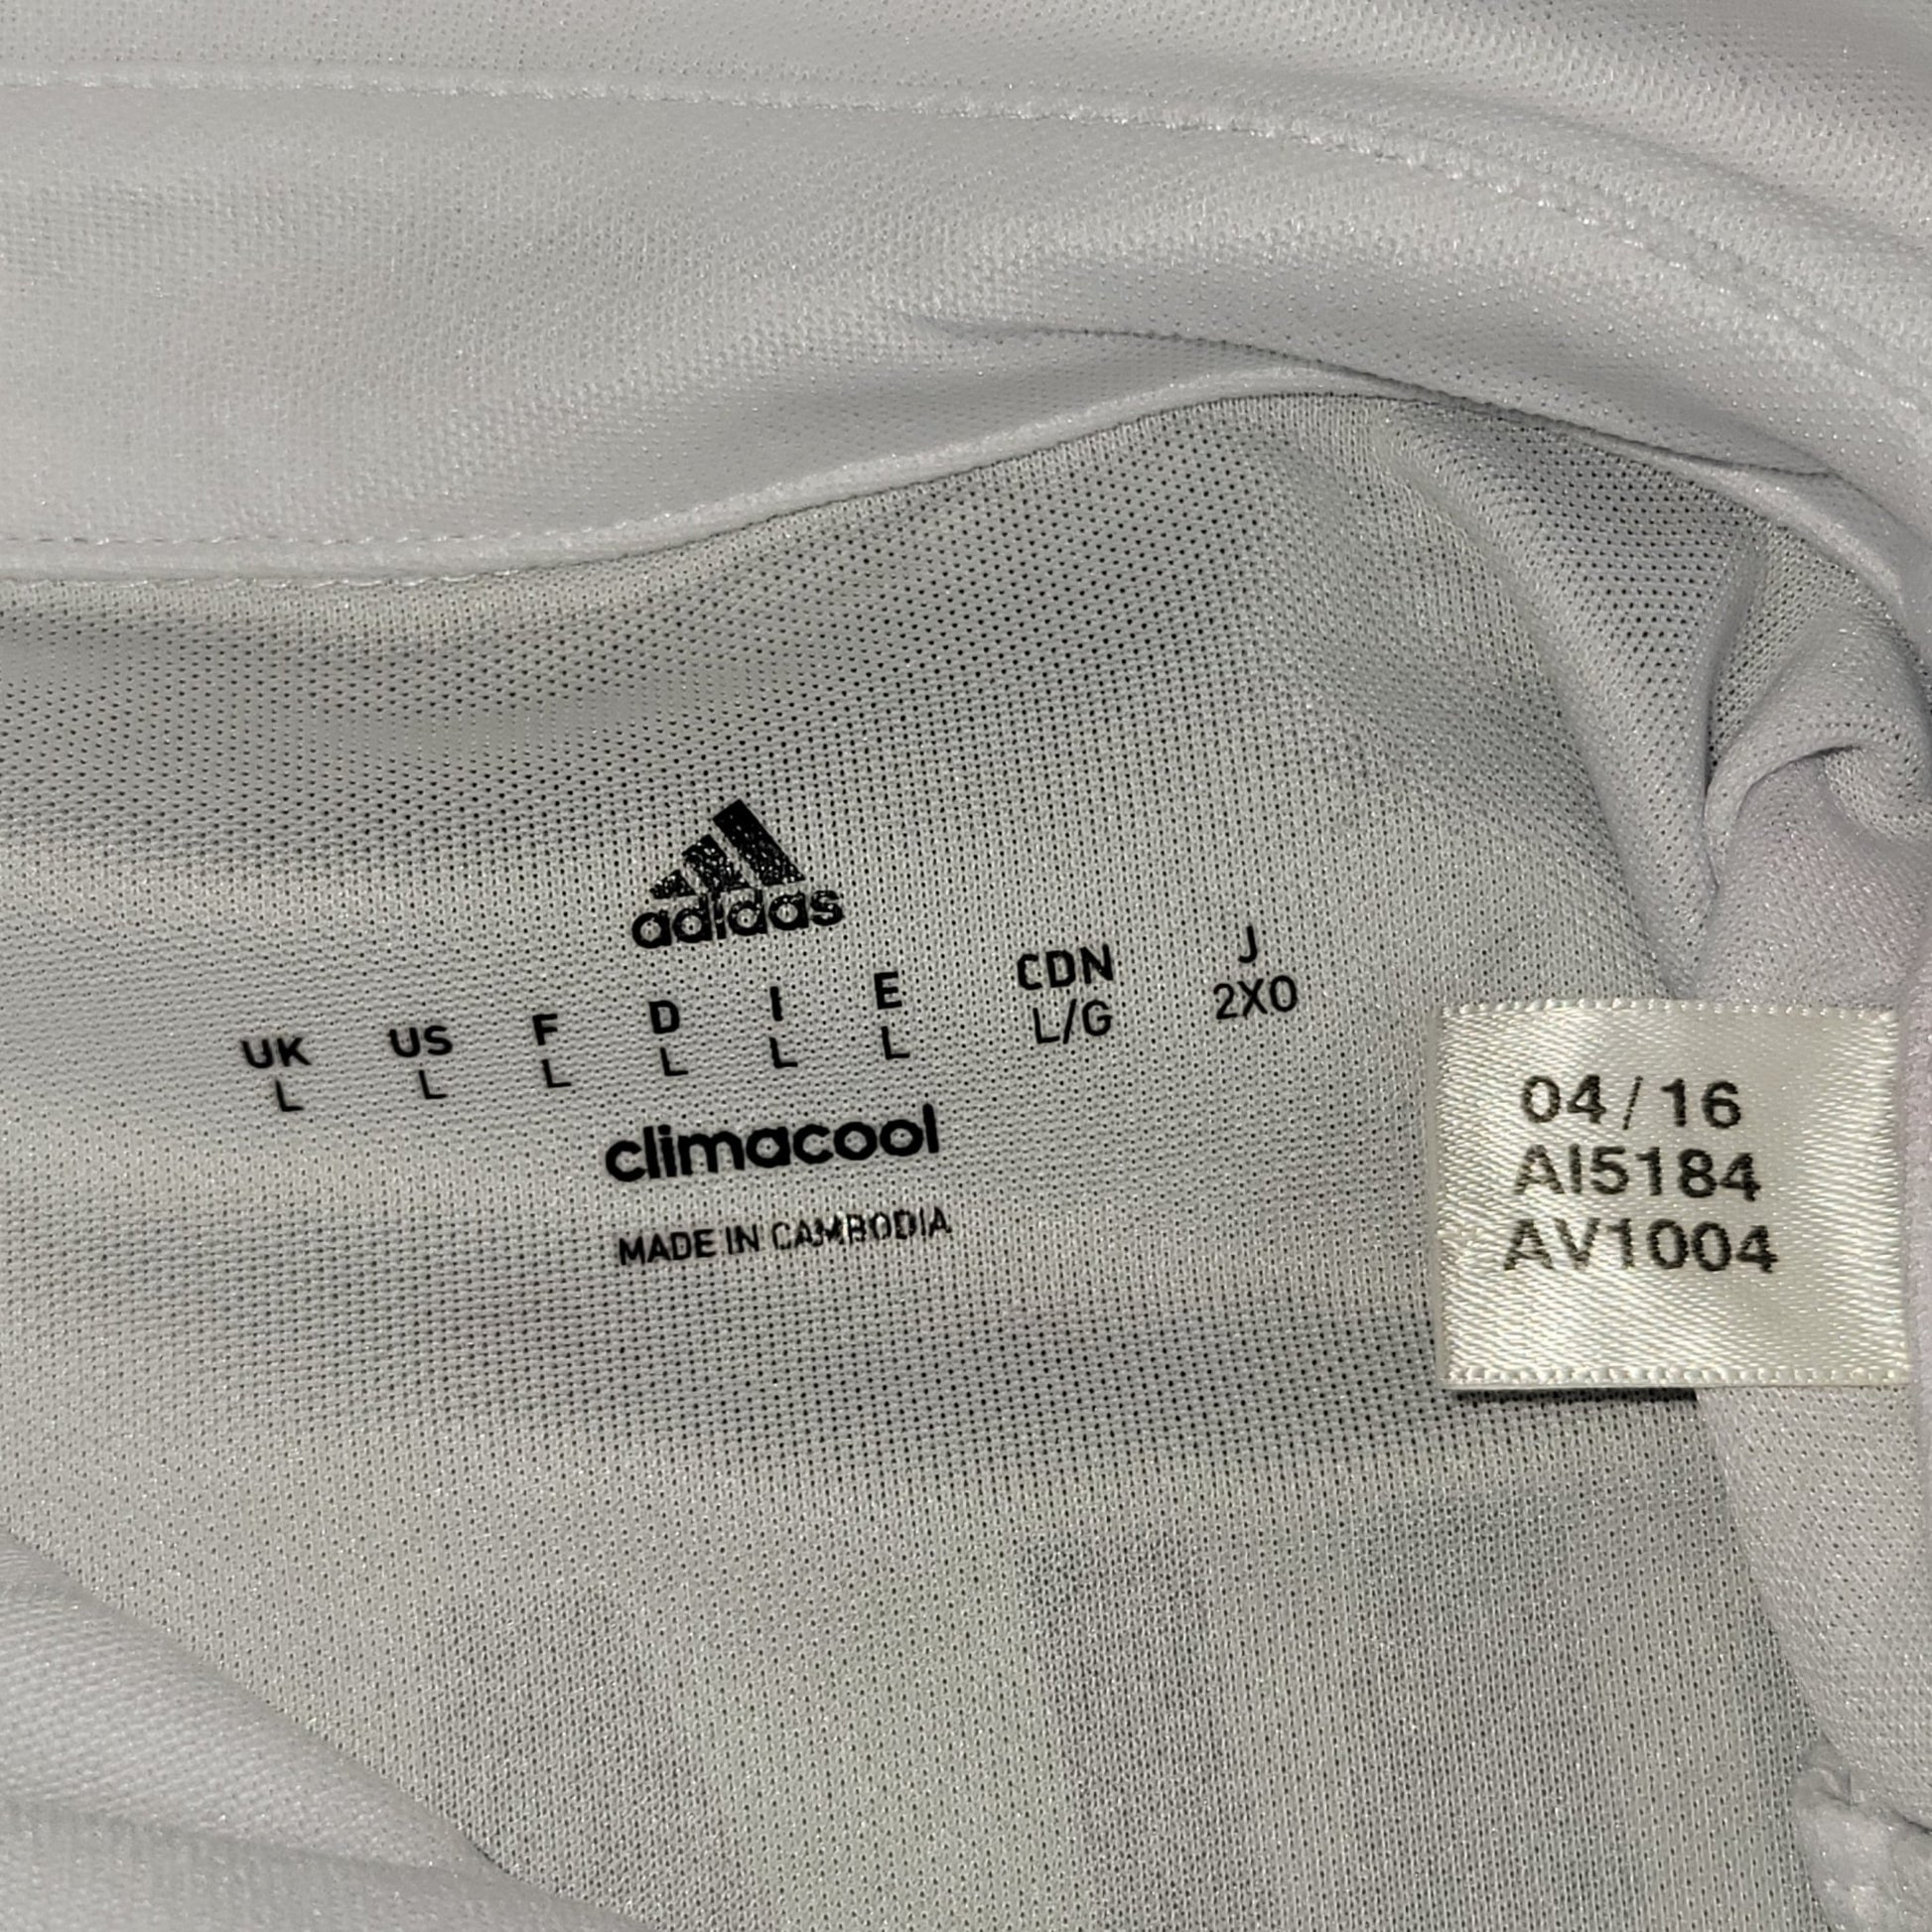 adidas
UK US F D I E CDN J
L L L L L L L/G 2XO
climacool
MADE IN CAMBODIA
04/16
AI5184
AV1004